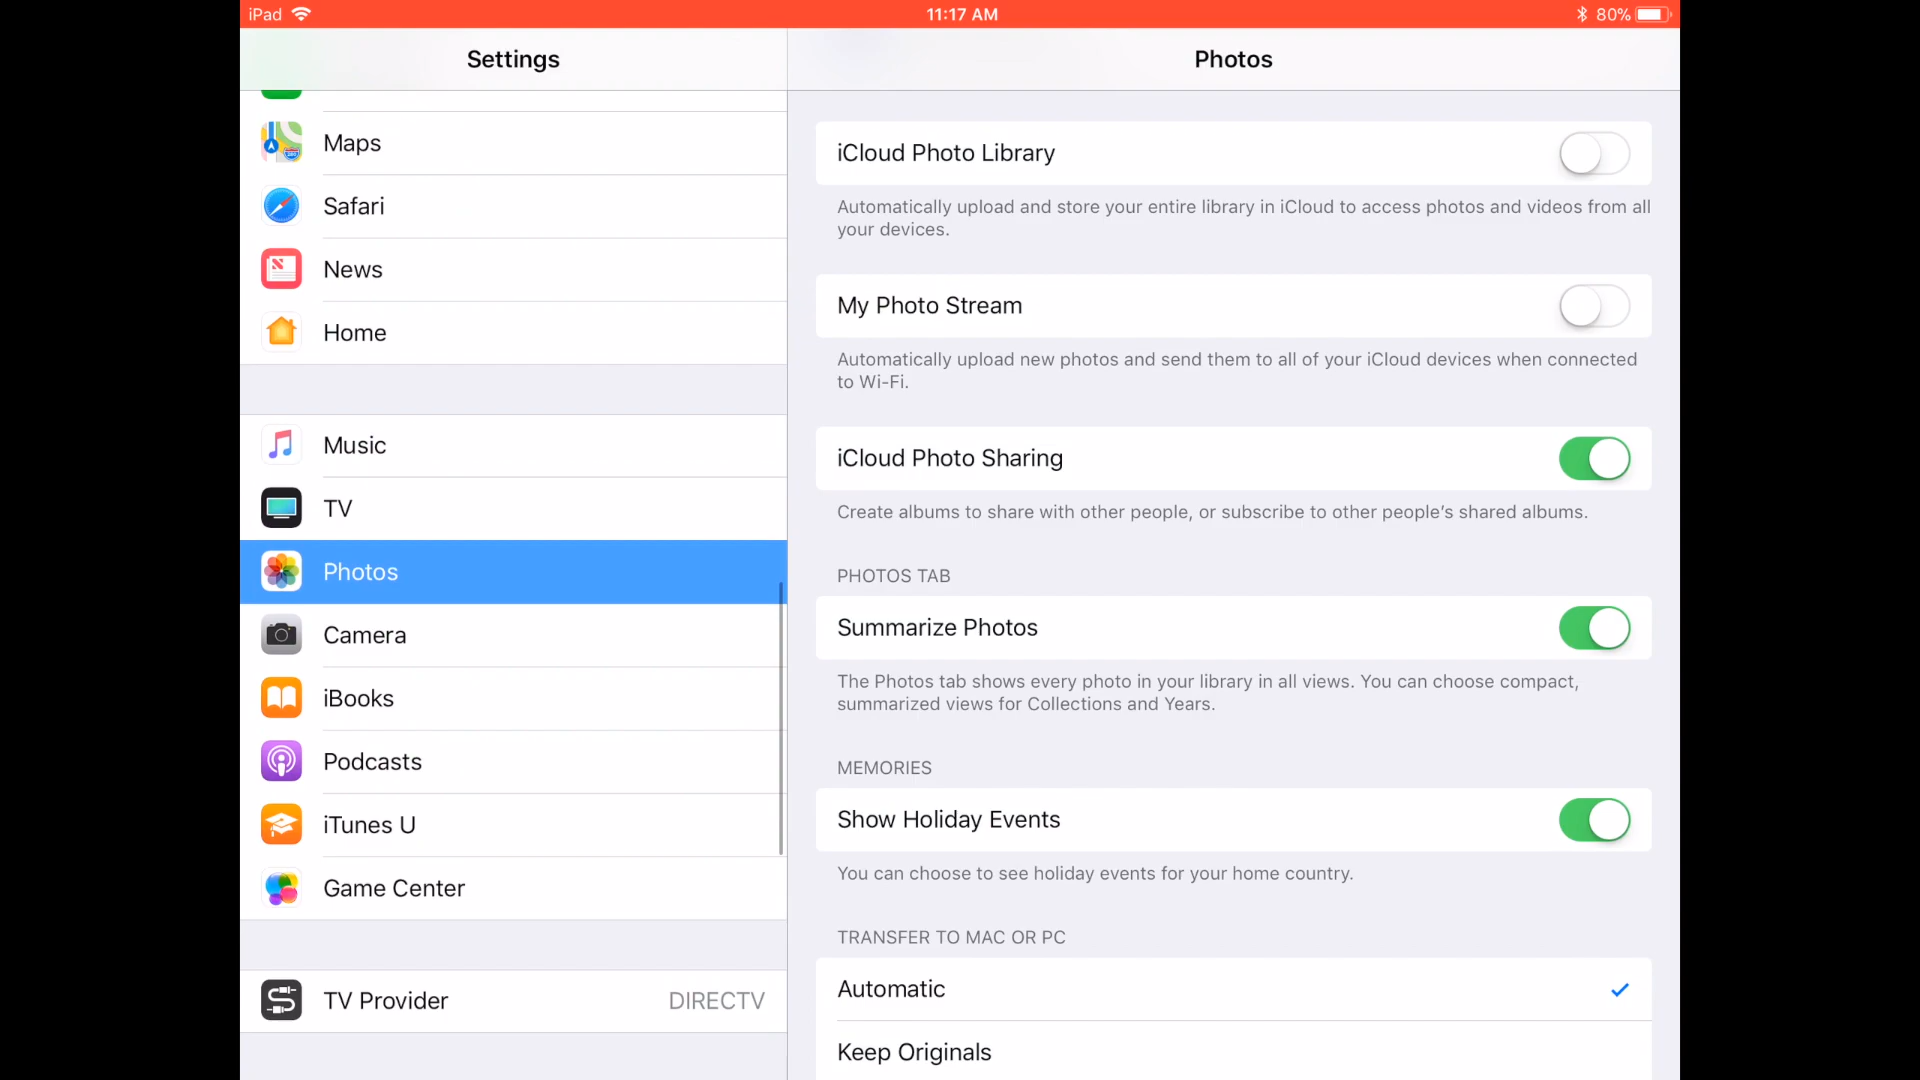 iPad
11:17 AM
80%
Settings
Photos
Maps
Safari
News
Home
Music
TV
Photos
Camera
iBooks
Podcasts
iTunes U
Game Center
TV Provider DIRECTV
iCloud Photo Library
Automatically upload and store your entire library in iCloud to access photos and videos from all
your devices.
My Photo Stream
Automatically upload new photos and send them to all of your iCloud devices when connected
to Wi-Fi.
iCloud Photo Sharing
Create albums to share with other people, or subscribe to other people’s shared albums.
PHOTOS TAB
Summarize Photos
The Photos tab shows every photo in your library in all views. You can choose compact,
summarized views for Collections and Years.
MEMORIES
Show Holiday Events
You can choose to see holiday events for your home country.
TRANSFER TO MAC OR PC
Automatic
Keep Originals